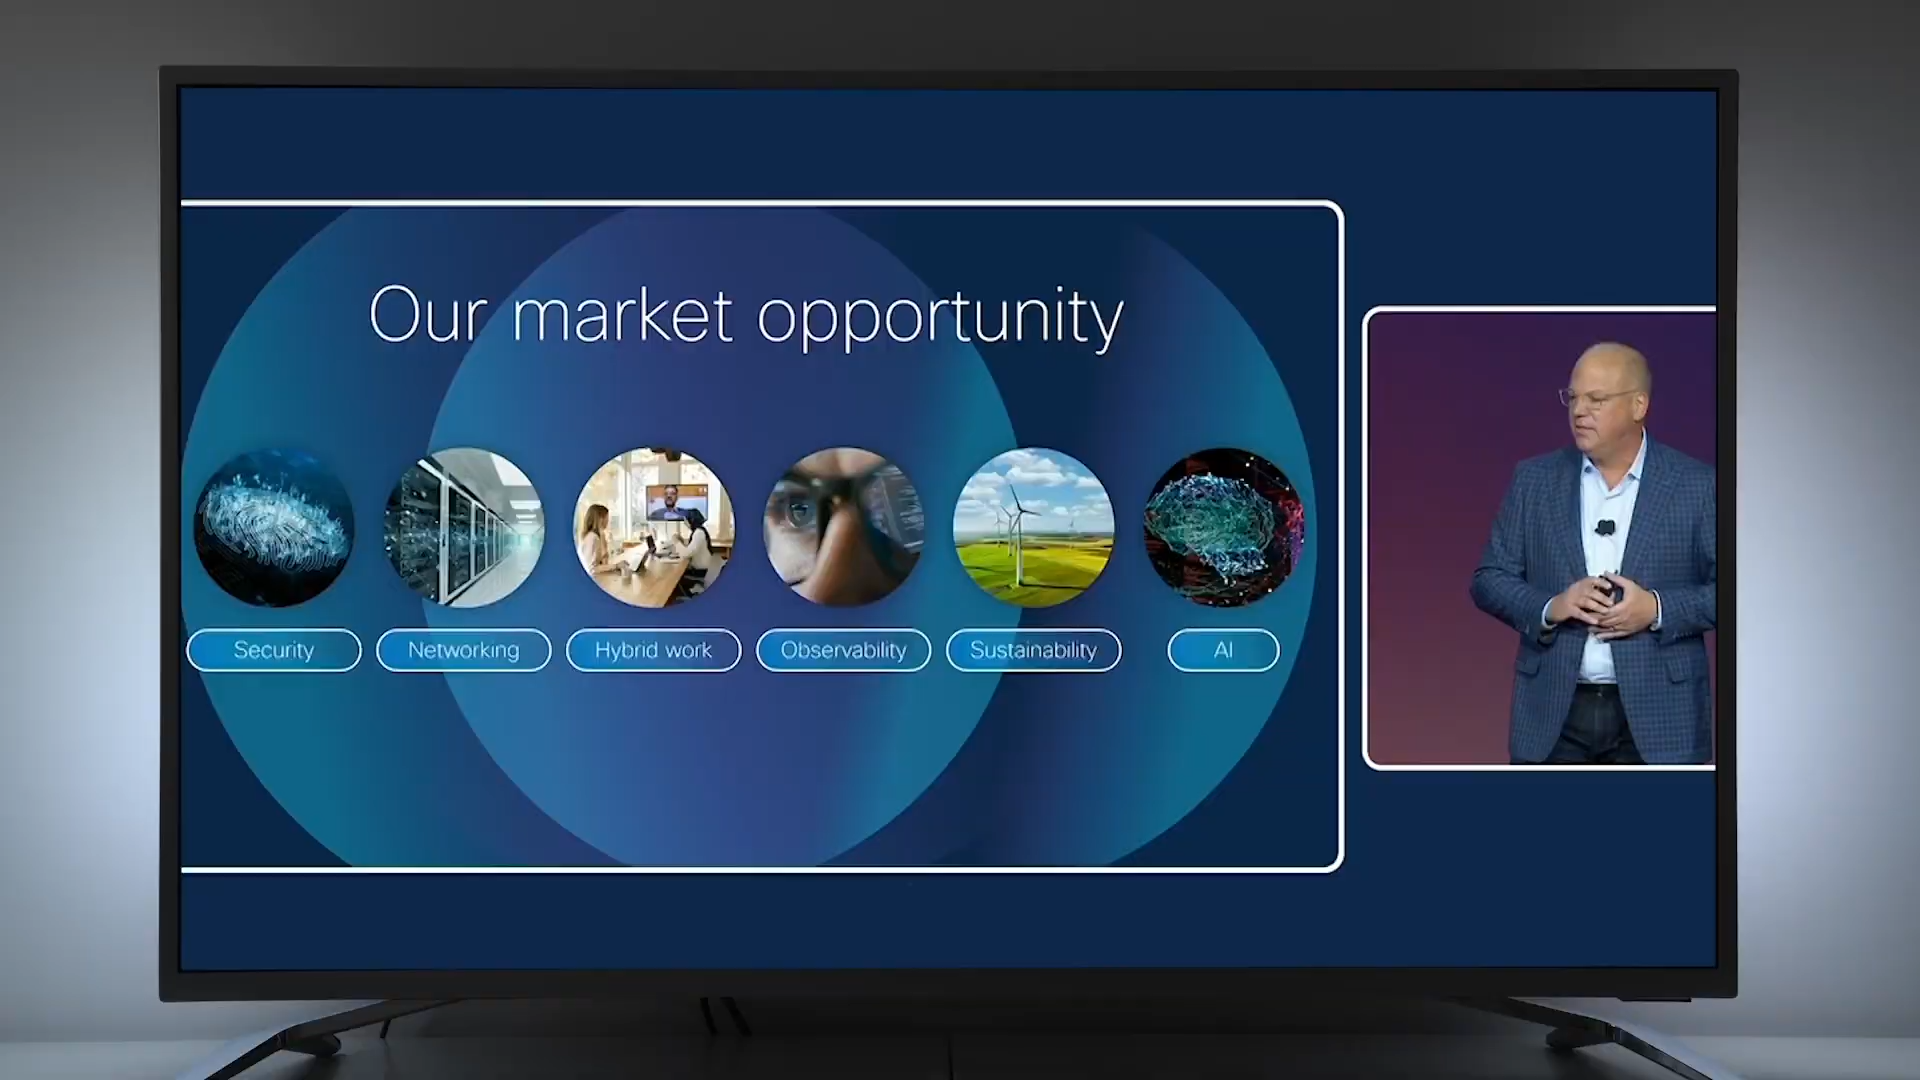 Our market opportunity
Security
Networking
Hybrid work
Observability
Sustainability
AI